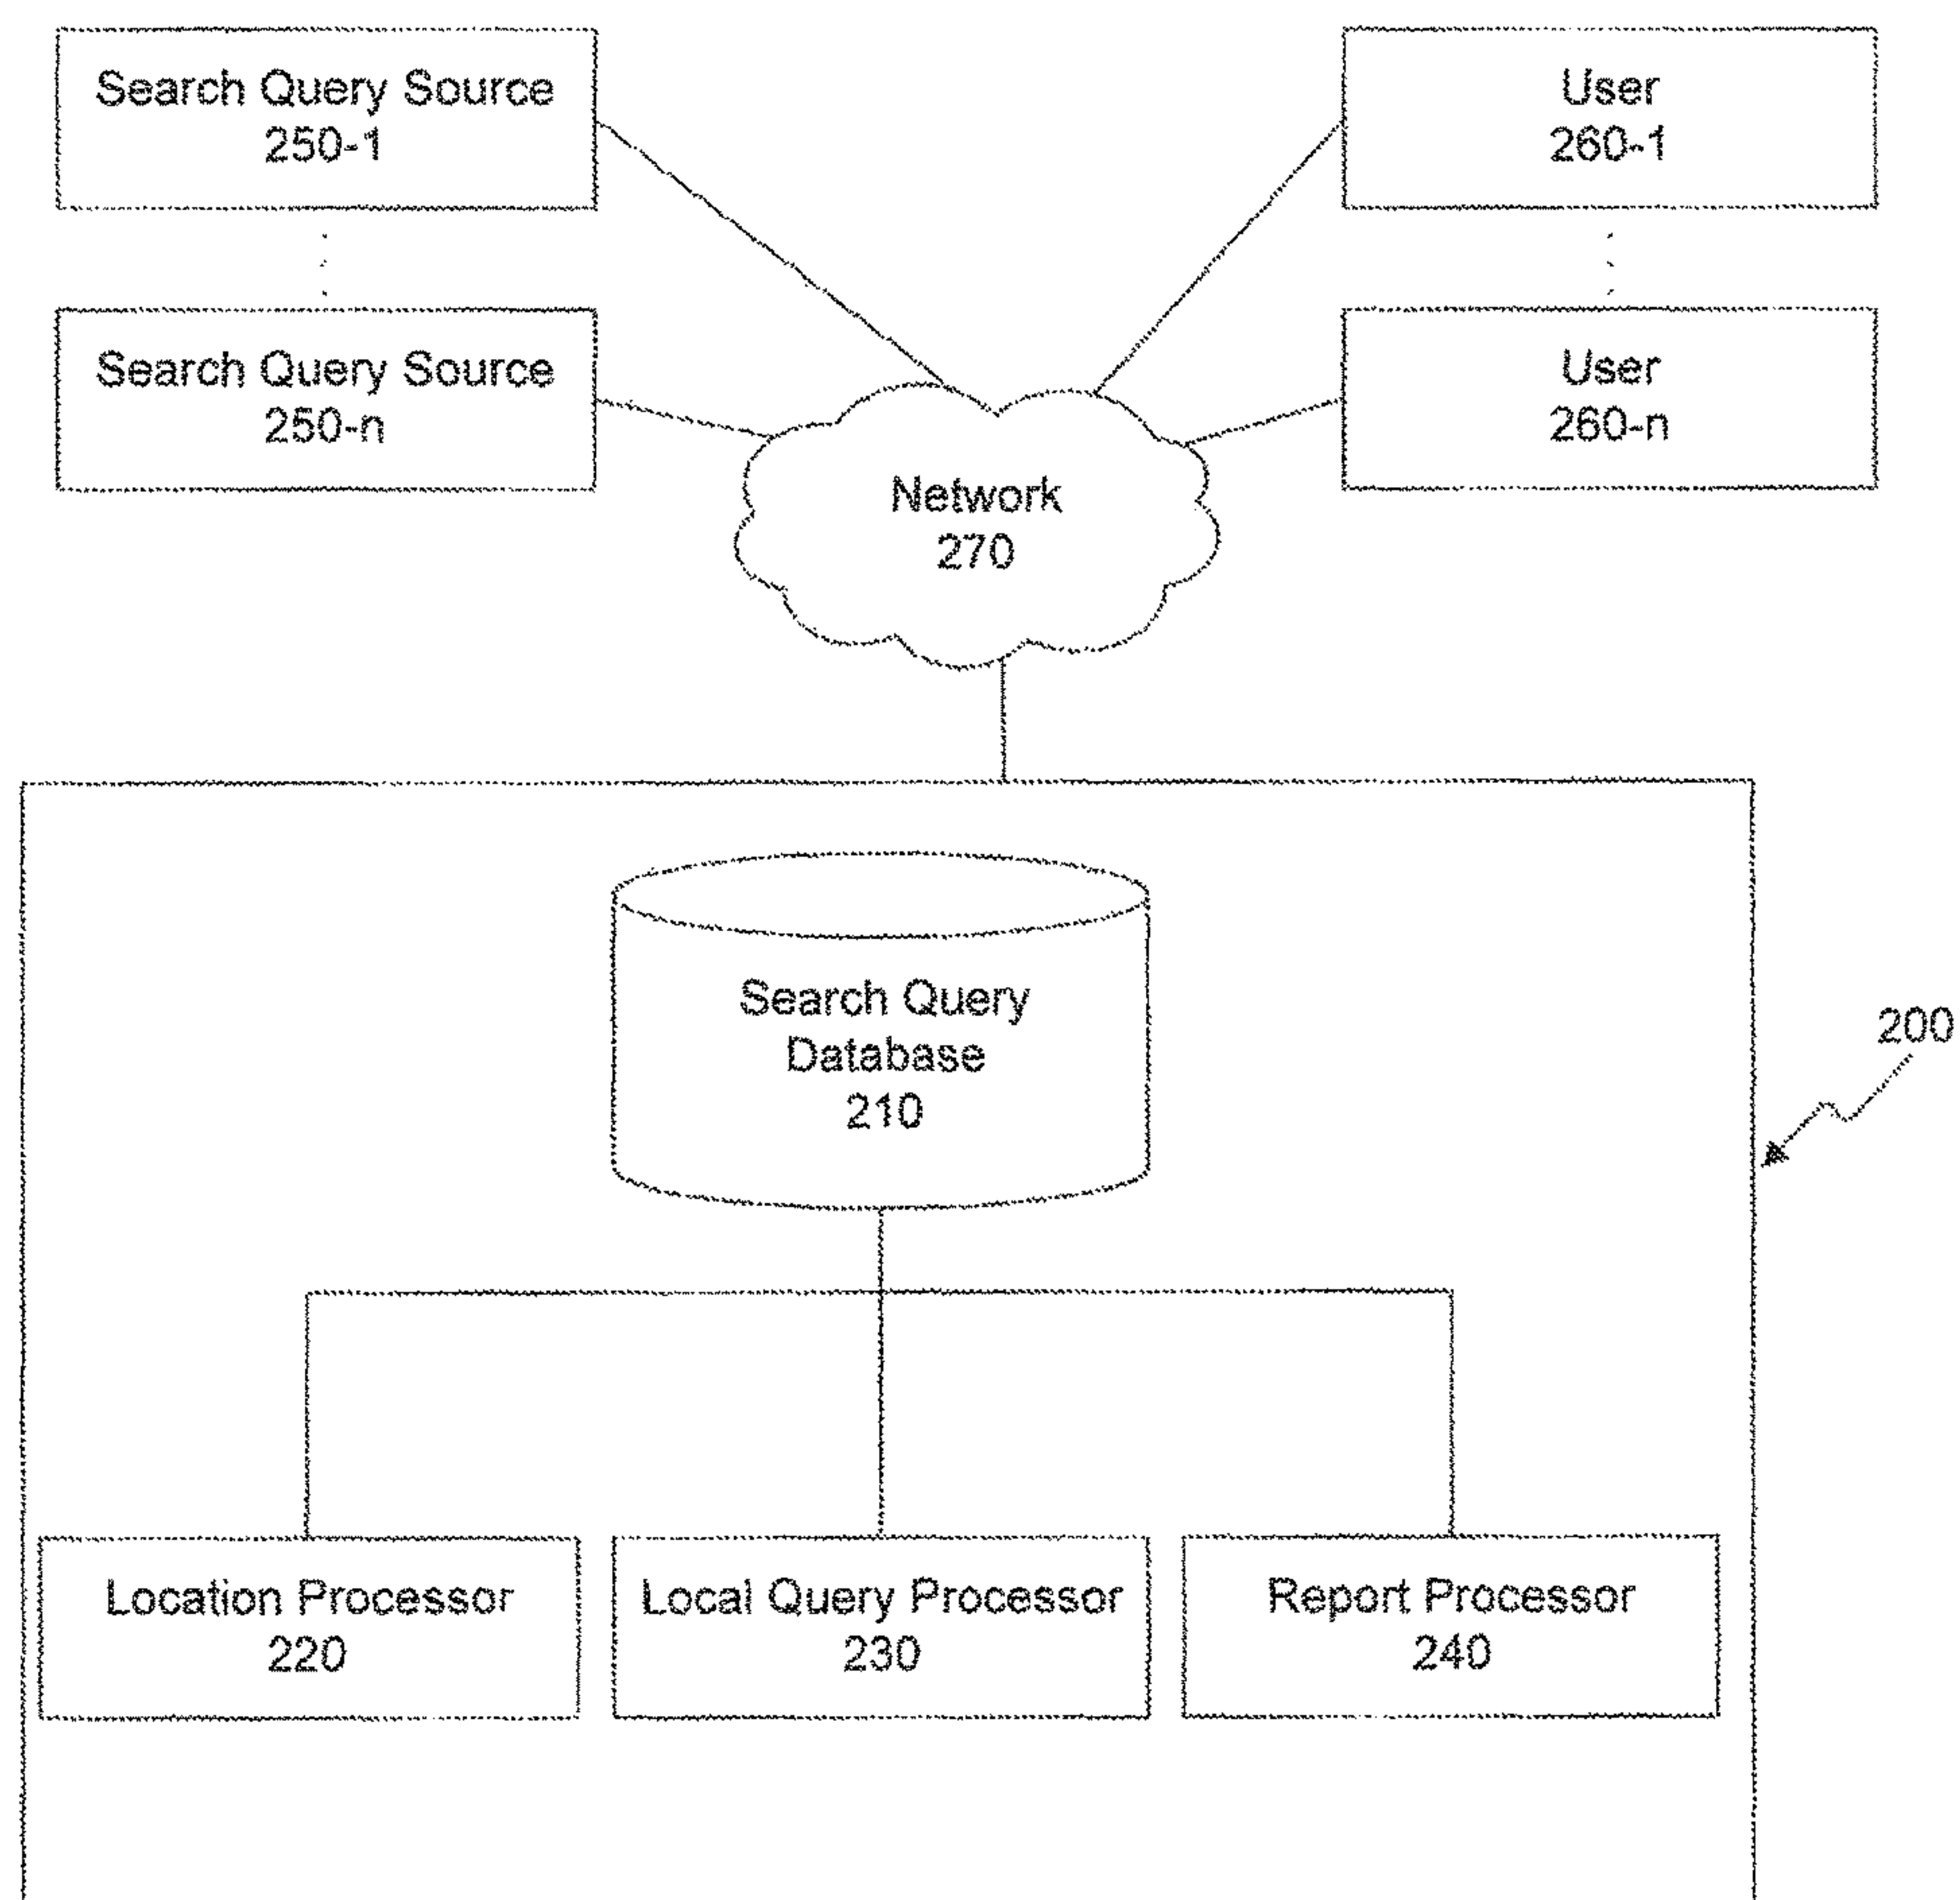 Search Query Source
250-1
User
260-1
Search Query Source
250-n
User
260-n
Network
270
Search Query
Database
210
200
Location Processor
220
Local Query Processor
230
Report Processor
240